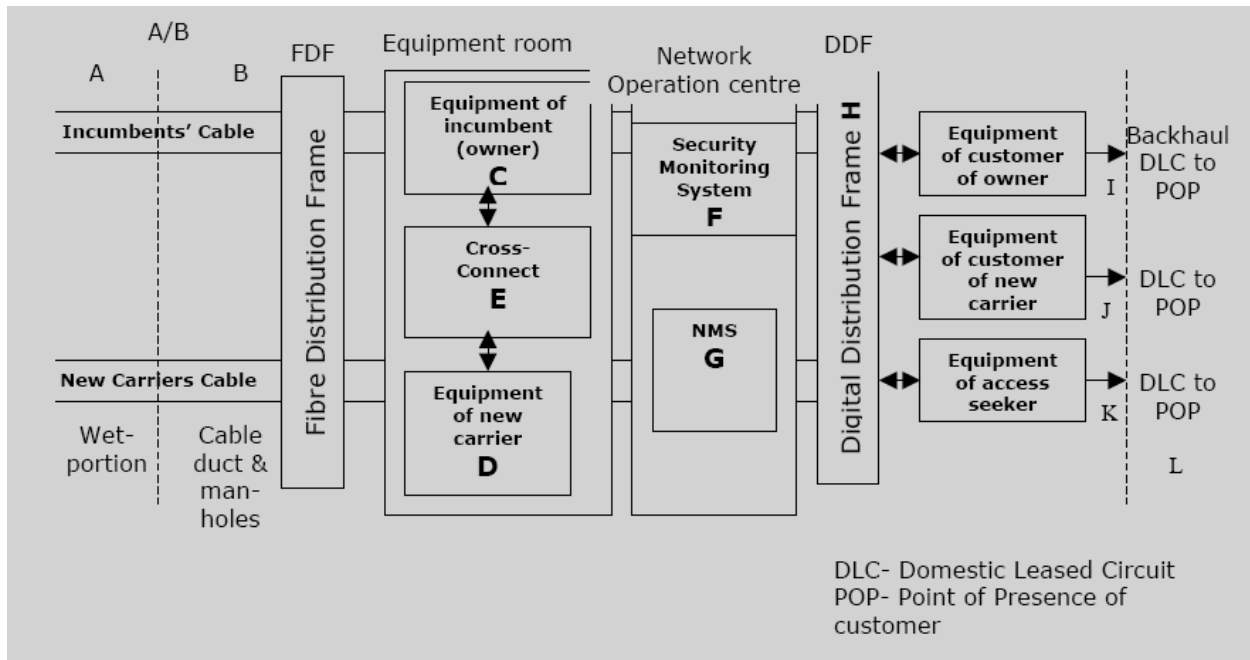 A/B
A
B
FDF
Equipment room
Network
Operation centre
DDF
Incumbents' Cable
New Carriers Cable
Wet-
portion
Cable
duct &
man-
holes
Fibre Distribution Frame
Equipment of
incumbent
(owner)
C
Cross-
Connect
E
Equipment
of new
carrier
D
Security
Monitoring
System
F
NMS
G
Digital Distribution Frame H
Equipment
of customer
of owner
I
Equipment
of customer
of new
carrier
J
Equipment
of access
seeker
K
Backhaul
DLC to
POP
DLC to
POP
DLC to
POP
L
DLC- Domestic Leased Circuit
POP- Point of Presence of
customer